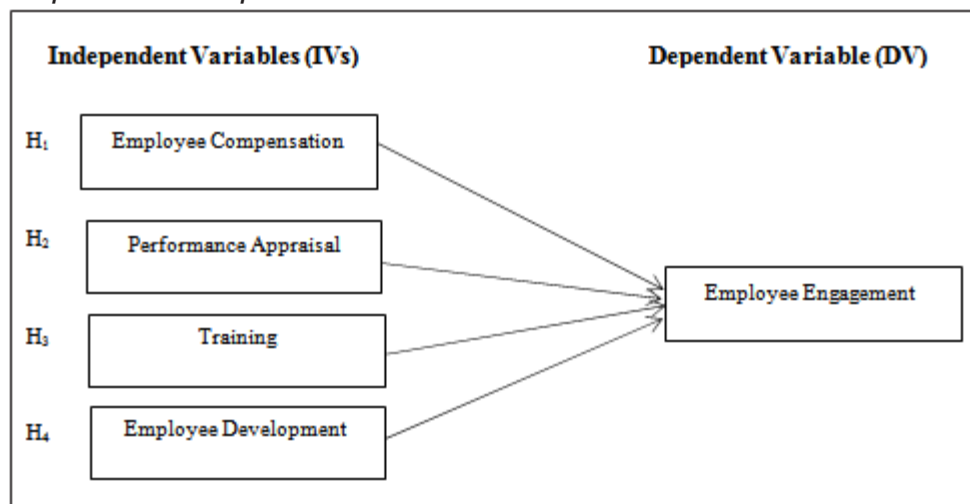 Independent Variables (IVs) Dependent Variable (DV)
H₁ Employee Compensation
H₂ Performance Appraisal
Employee Engagement
H₃ Training
H₄ Employee Development